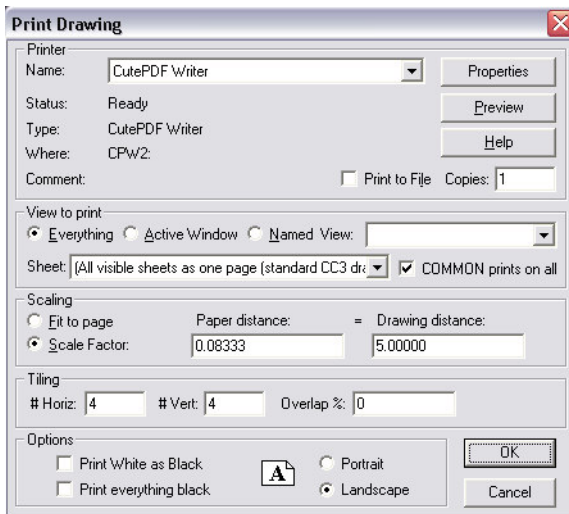 Print Drawing
Printer
Name: CutePDF Writer Properties
Status: Ready Preview
Type: CutePDF Writer
Where: CPW2: Help
Comment: Print to File Copies: 1
View to print
Everything Active Window Named View:
Sheet: (All visible sheets as one page (standard CC3 dra COMMON prints on all
Scaling
Fit to page Paper distance: = Drawing distance:
Scale Factor: 0.08333 5.00000
Tiling
# Horiz: 4 # Vert: 4 Overlap %: 0
Options
Print White as Black A Portrait OK
Print everything black Landscape Cancel